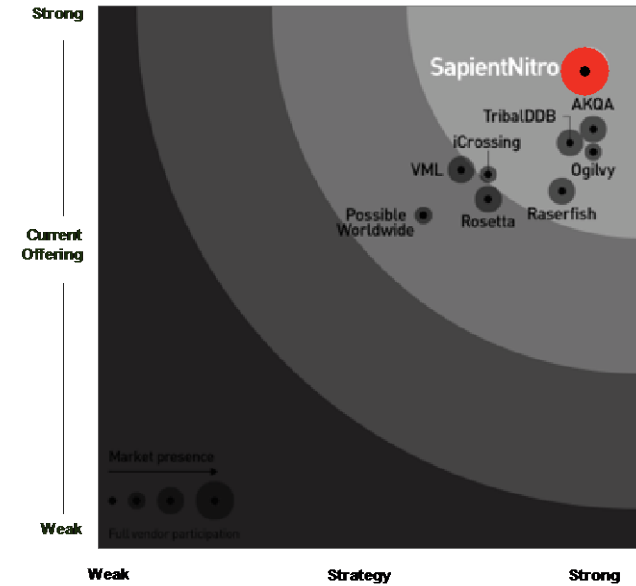 Strong
SapientNitro
AKQA
TribalDDB
iCrossing
VML
Ogilvy
Possible
Worldwide
Rosetta
Raserfish
Current
Offering
Market presence
Full vendor participation
Weak
Weak
Strategy
Strong